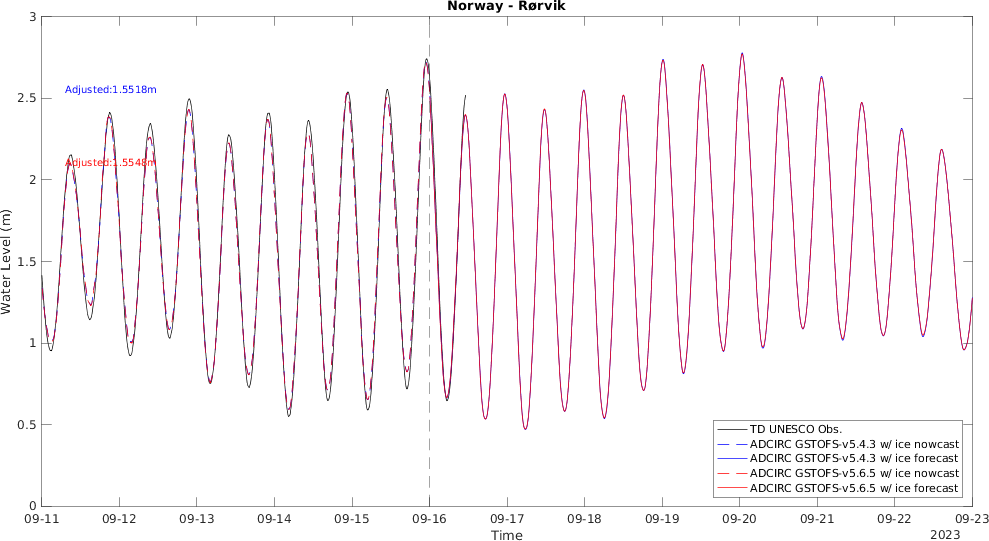 Norway - Rørvik
3
2.5
2
1.5
1
0.5
0
Water Level (m)
Adjusted:1.5518m
Adjusted:1.5548m
TD UNESCO Obs.
ADCIRC GSTOFS-v5.4.3 w/ ice nowcast
ADCIRC GSTOFS-v5.4.3 w/ ice forecast
ADCIRC GSTOFS-v5.6.5 w/ ice nowcast
ADCIRC GSTOFS-v5.6.5 w/ ice forecast
09-11 09-12 09-13 09-14 09-15 09-16 09-17 09-18 09-19 09-20 09-21 09-22 09-23
Time
2023